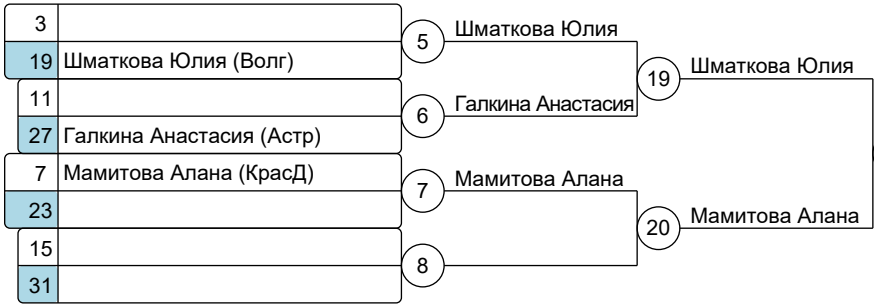 3
5
Шматкова Юлия
19 Шматкова Юлия (Волг)
19
Шматкова Юлия
11
6
Галкина Анастасия
27 Галкина Анастасия (Астр)
7 Мамитова Алана (КрасД)
7
Мамитова Алана
23
20
Мамитова Алана
15
8
31